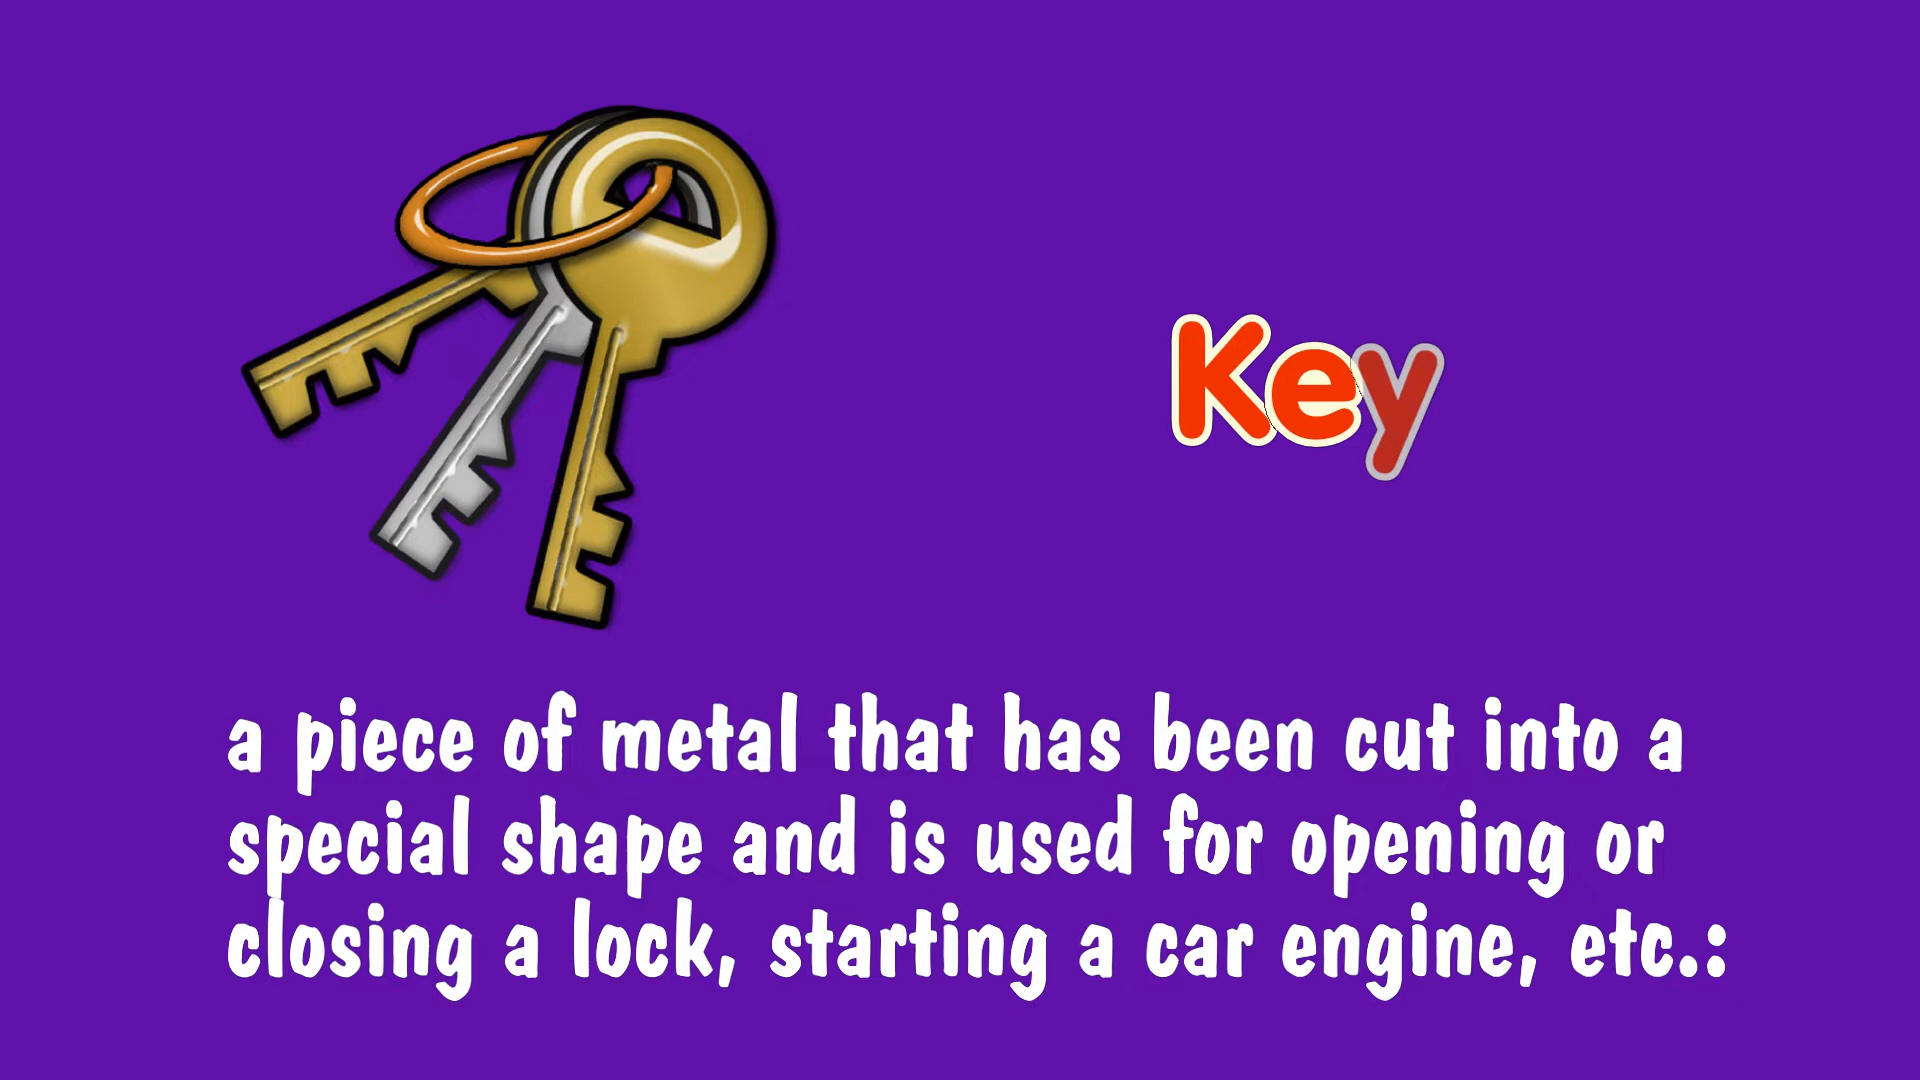 Key
a piece of metal that has been cut into a
special shape and is used for opening or
closing a lock, starting a car engine, etc.: